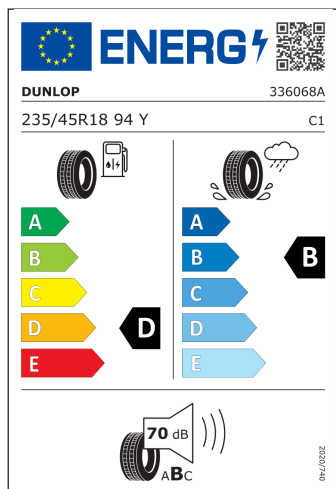 ENERG
DUNLOP 336068A
235/45R18 94 Y C1
A A
B B B
C C
D D D
E E
70 dB
ABC
2020/740